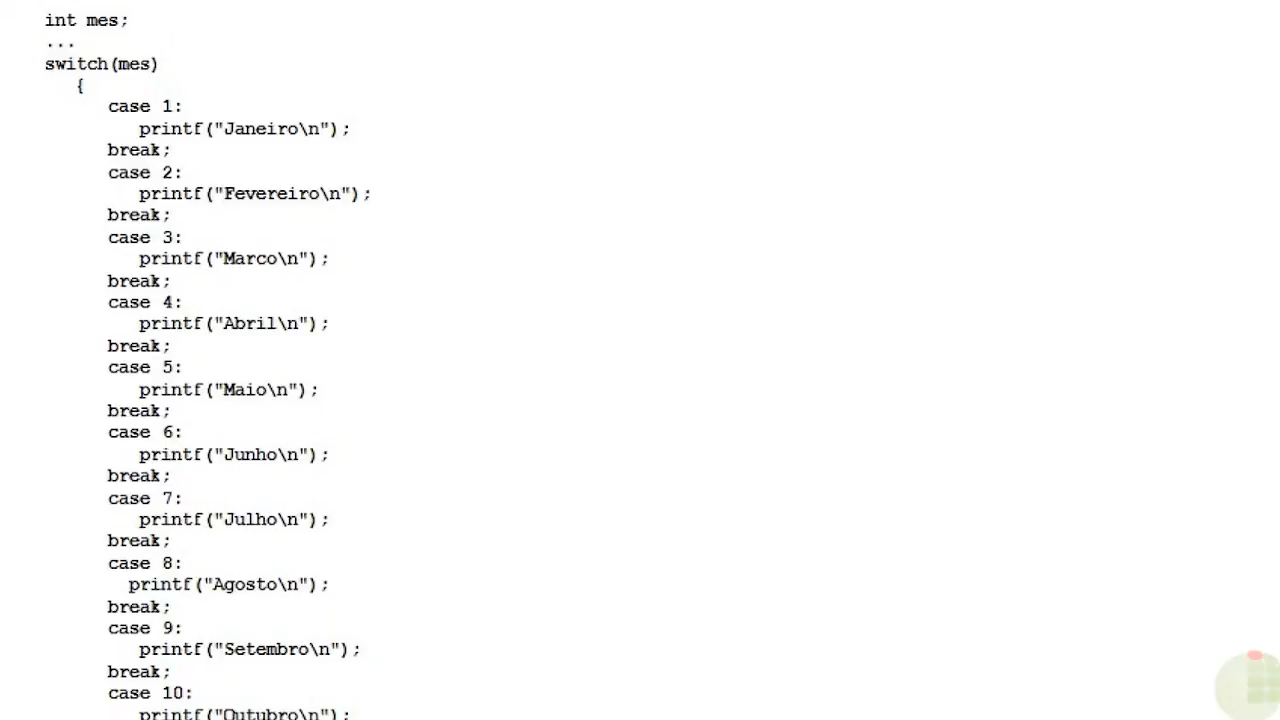 int mes;
...
switch(mes)
{
case 1:
printf("Janeiro\n");
break;
case 2:
printf("Fevereiro\n");
break;
case 3:
printf("Marco\n");
break;
case 4:
printf("Abril\n");
break;
case 5:
printf("Maio\n");
break;
case 6:
printf("Junho\n");
break;
case 7:
printf("Julho\n");
break;
case 8:
printf("Agosto\n");
break;
case 9:
printf("Setembro\n");
break;
case 10:
printf("Outubro\n");